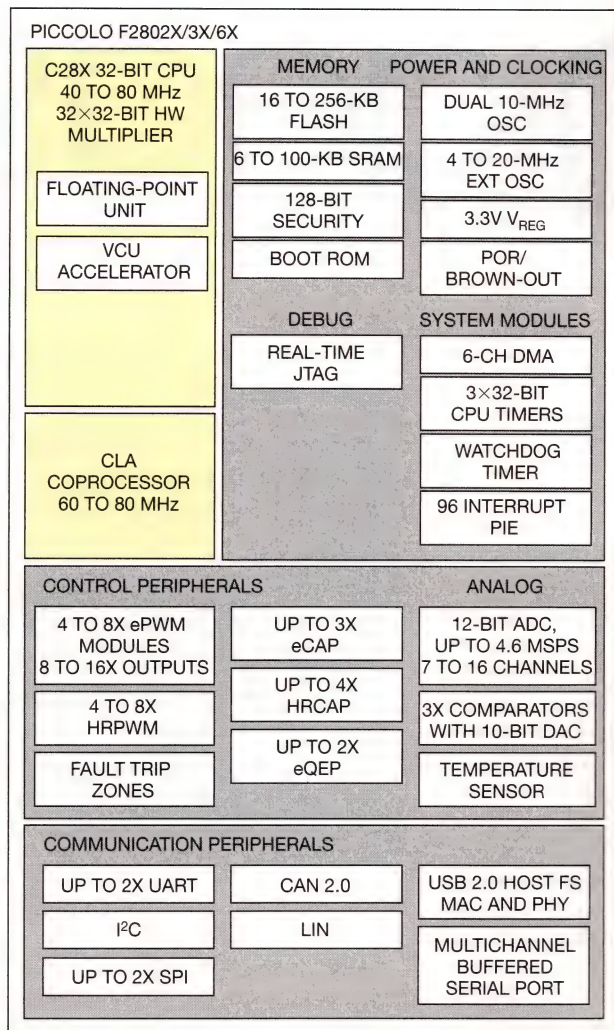 PICCOLO F2802X/3X/6X
C28X 32-BIT CPU
40 TO 80 MHz
32×32-BIT HW
MULTIPLIER
FLOATING-POINT
UNIT
VCU
ACCELERATOR
CLA
COPROCESSOR
60 TO 80 MHz
MEMORY
16 TO 256-KB
FLASH
6 TO 100-KB SRAM
128-BIT
SECURITY
BOOT ROM
POWER AND CLOCKING
DUAL 10-MHz
OSC
4 TO 20-MHz
EXT OSC
3.3V VREG
POR/
BROWN-OUT
DEBUG
REAL-TIME
JTAG
SYSTEM MODULES
6-CH DMA
3×32-BIT
CPU TIMERS
WATCHDOG
TIMER
96 INTERRUPT
PIE
CONTROL PERIPHERALS
4 TO 8X ePWM
MODULES
8 TO 16X OUTPUTS
4 TO 8X
HRPWM
FAULT TRIP
ZONES
UP TO 3X
eCAP
UP TO 4X
HRCAP
UP TO 2X
eQEP
ANALOG
12-BIT ADC,
UP TO 4.6 MSPS
7 TO 16 CHANNELS
3X COMPARATORS
WITH 10-BIT DAC
TEMPERATURE
SENSOR
COMMUNICATION PERIPHERALS
UP TO 2X UART
I²C
UP TO 2X SPI
CAN 2.0
LIN
USB 2.0 HOST FS
MAC AND PHY
MULTICHANNEL
BUFFERED
SERIAL PORT